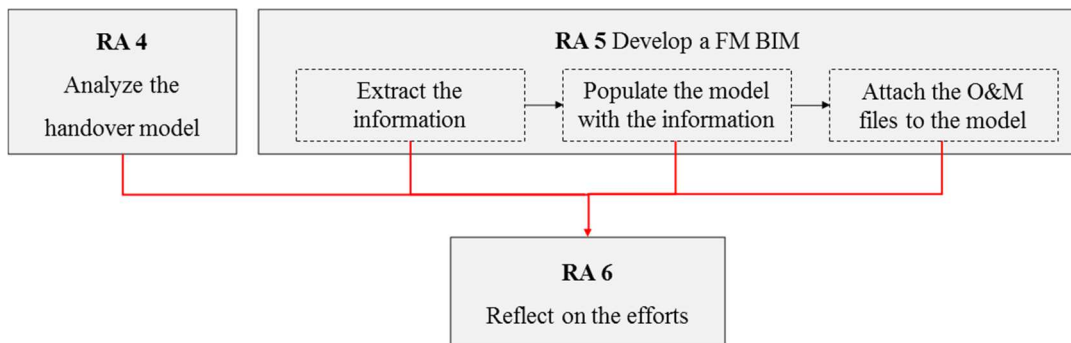 RA 4
Analyze the
handover model
RA 5 Develop a FM BIM
Extract the
information
Populate the model
with the information
Attach the O&M
files to the model
RA 6
Reflect on the efforts